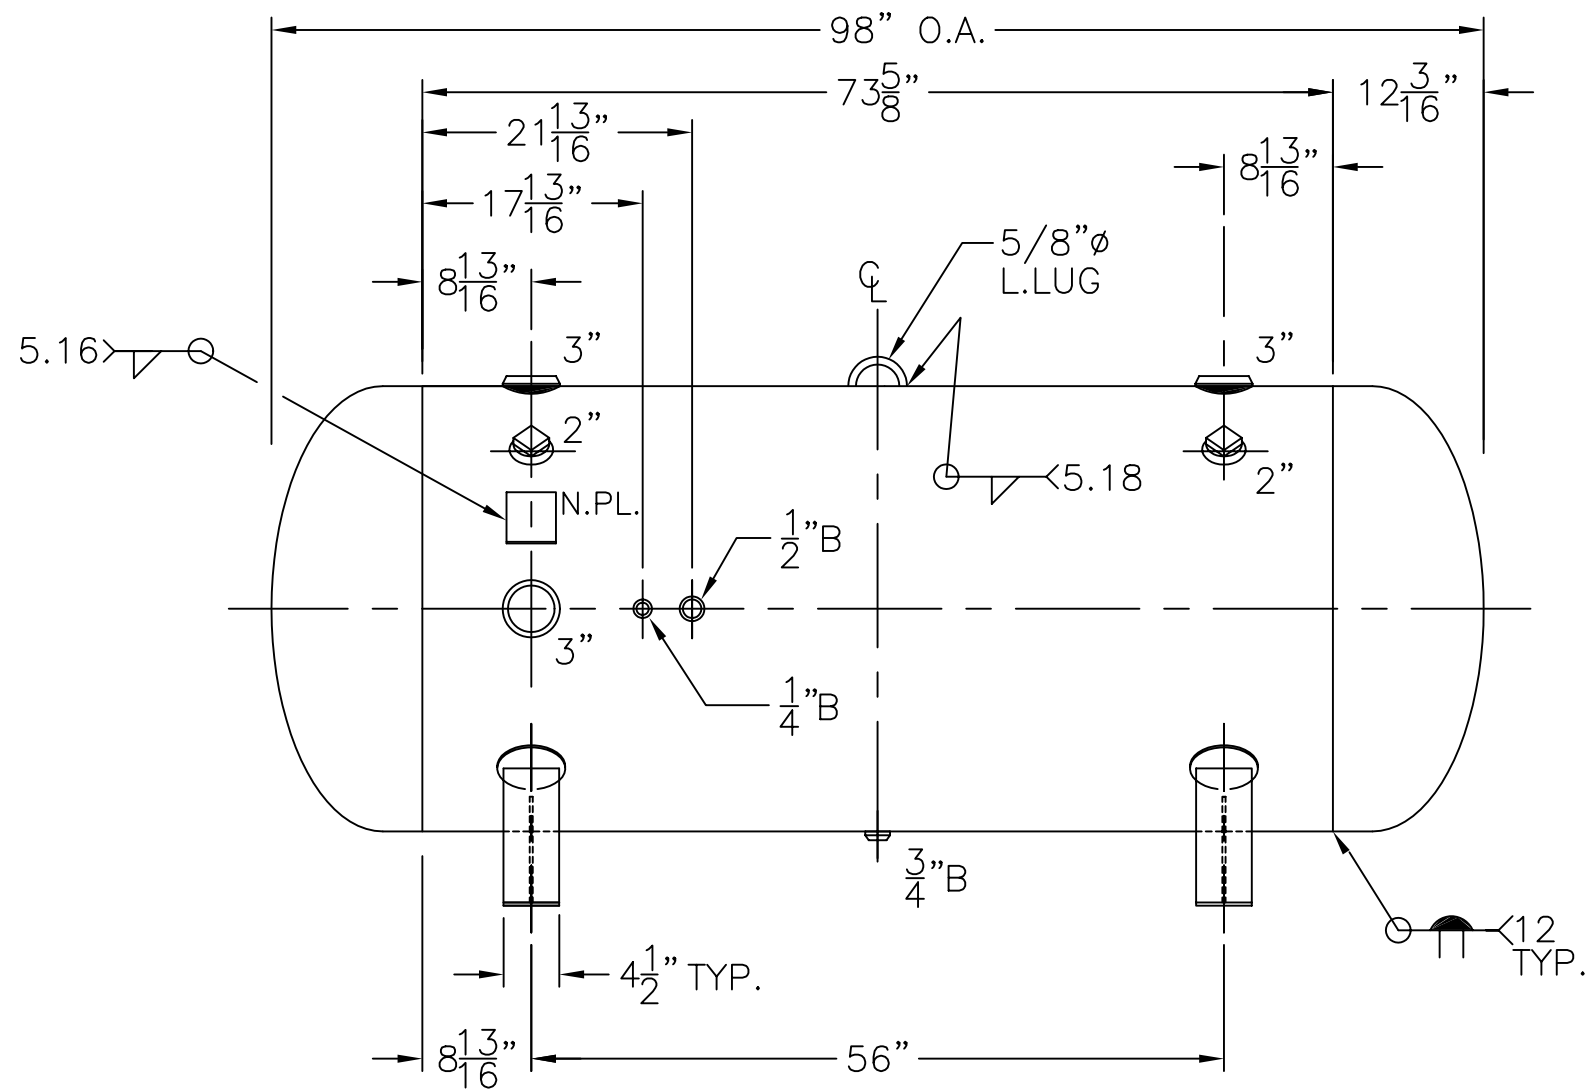 98” O.A.
73 5/8”
12 3/16”
21 13/16”
8 13/16”
17 13/16”
5/8”ø
L.LUG
℄
8 13/16”
5.16
3”
3”
2”
2”
5.18
N.PL.
1/2”B
3”
1/4”B
3/4”B
12
TYP.
4 1/2” TYP.
8 13/16”
56”